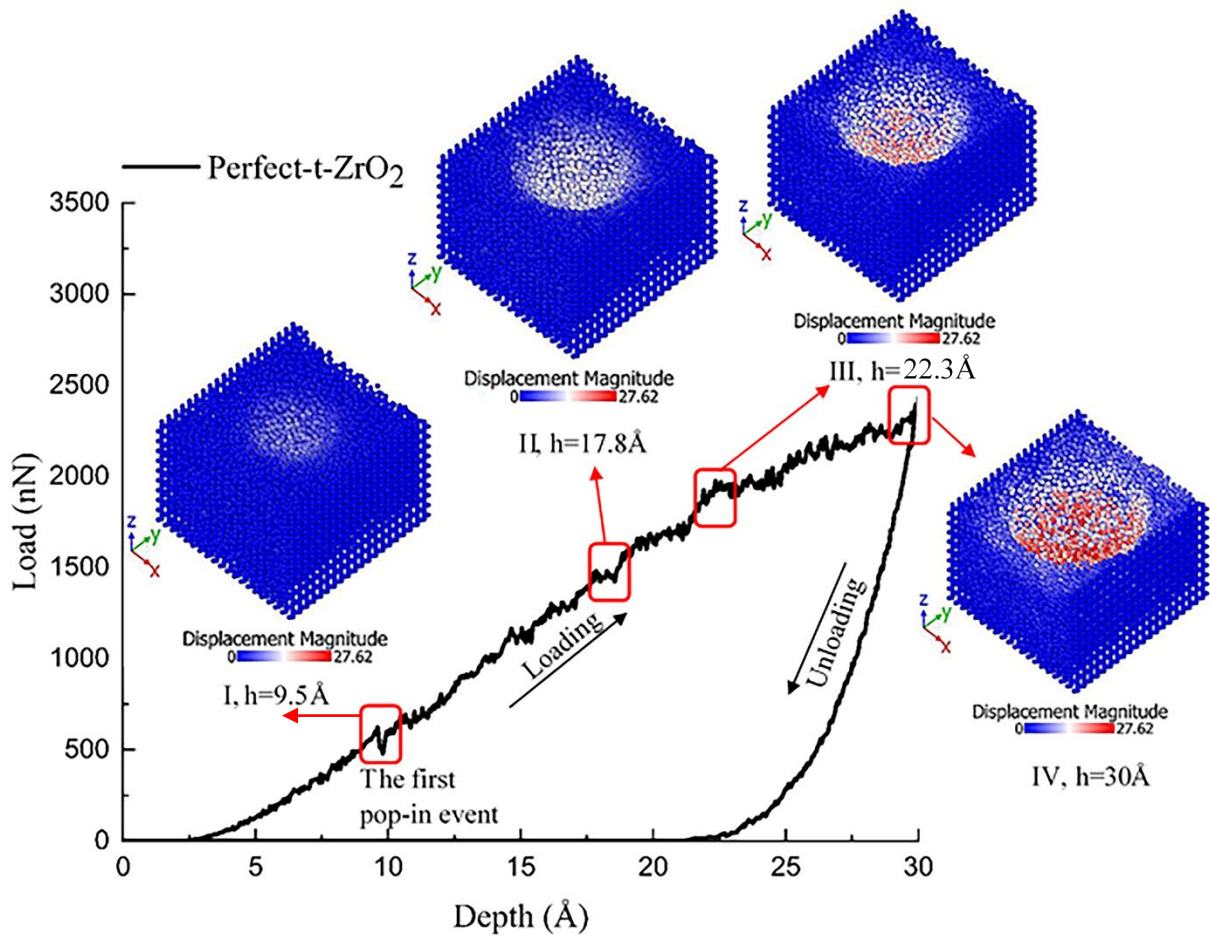 Perfect-t-ZrO2
3500
3000
2500
2000
1500
1000
500
0
Load (nN)
0
5
10
15
20
25
30
Depth (Å)
z
y
x
Displacement Magnitude
0 27.62
I, h=9.5Å
The first
pop-in event
z
y
x
Displacement Magnitude
0 27.62
II, h=17.8Å
z
y
x
Displacement Magnitude
0 27.62
III, h=22.3Å
z
y
x
Displacement Magnitude
0 27.62
IV, h=30Å
Loading
Unloading